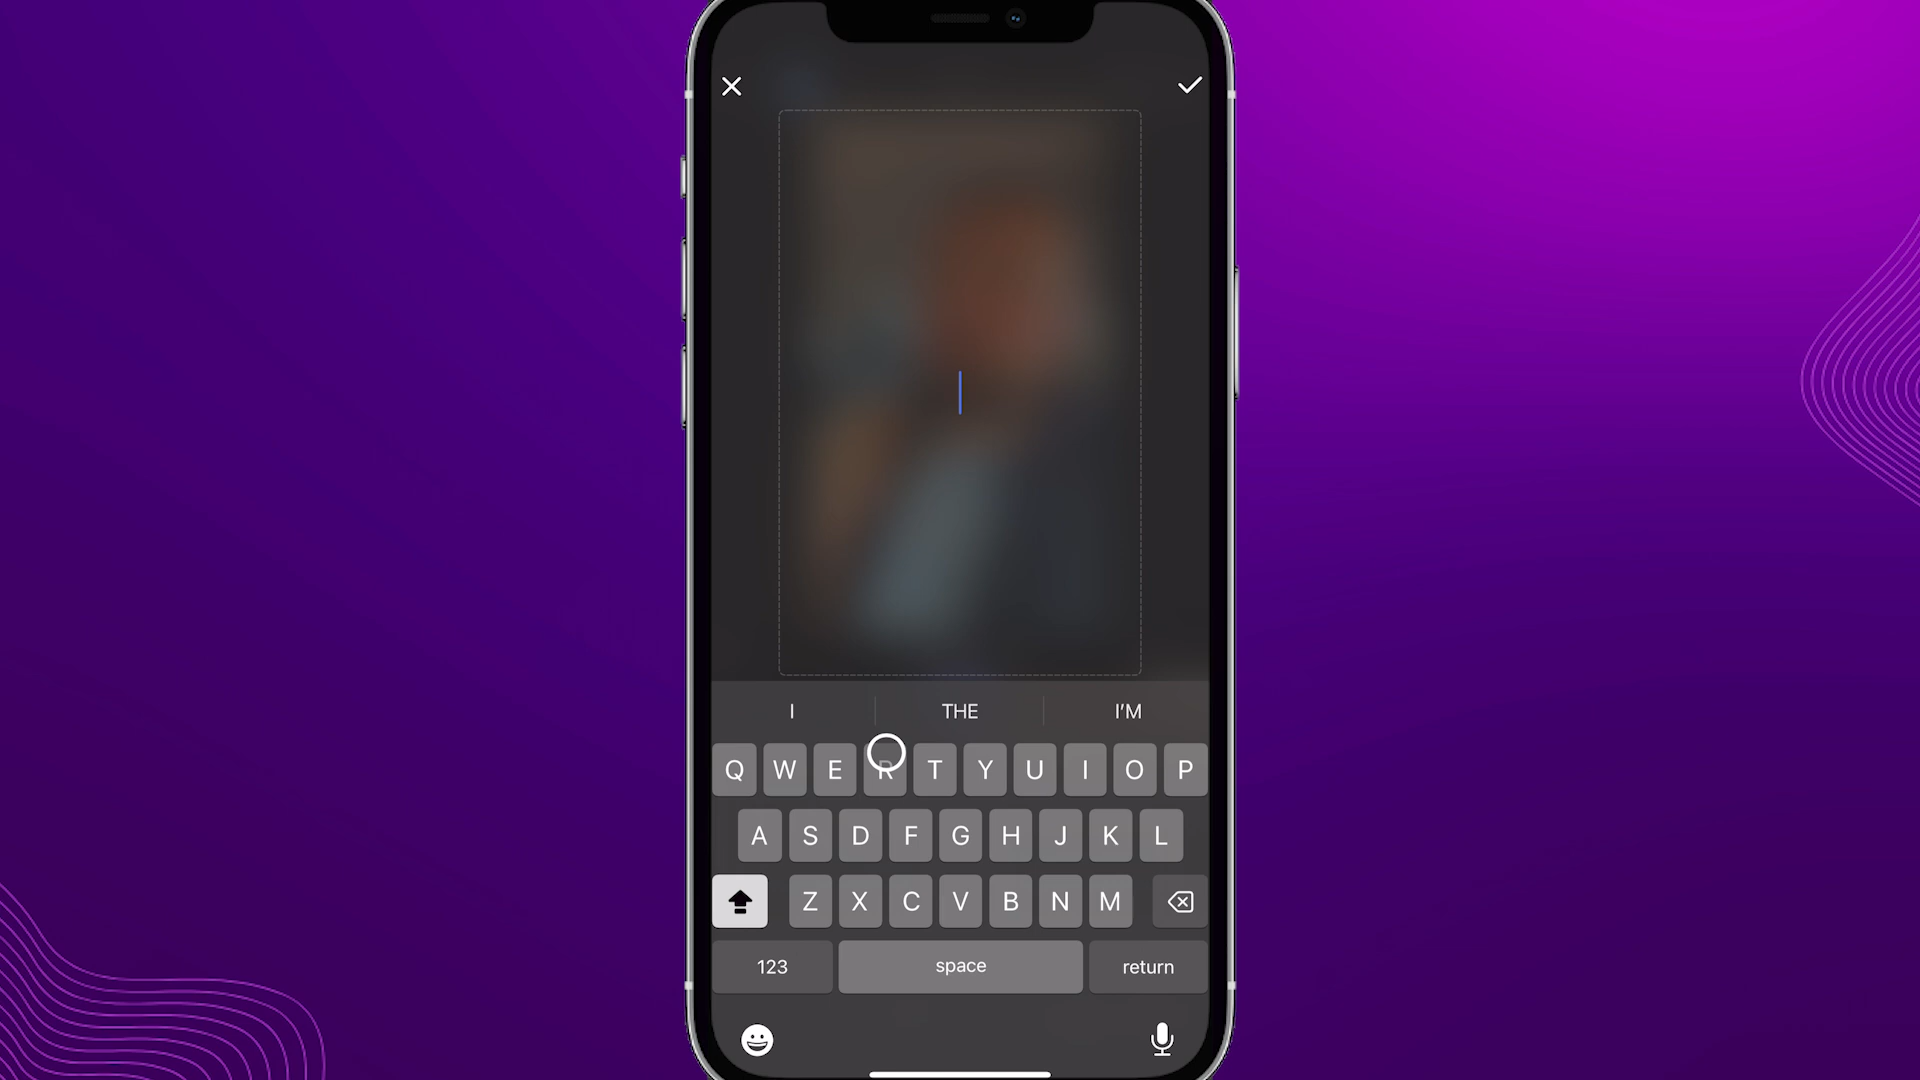 I THE I'M
Q W E R T Y U I O P
A S D F G H J K L
Z X C V B N M
123 space return